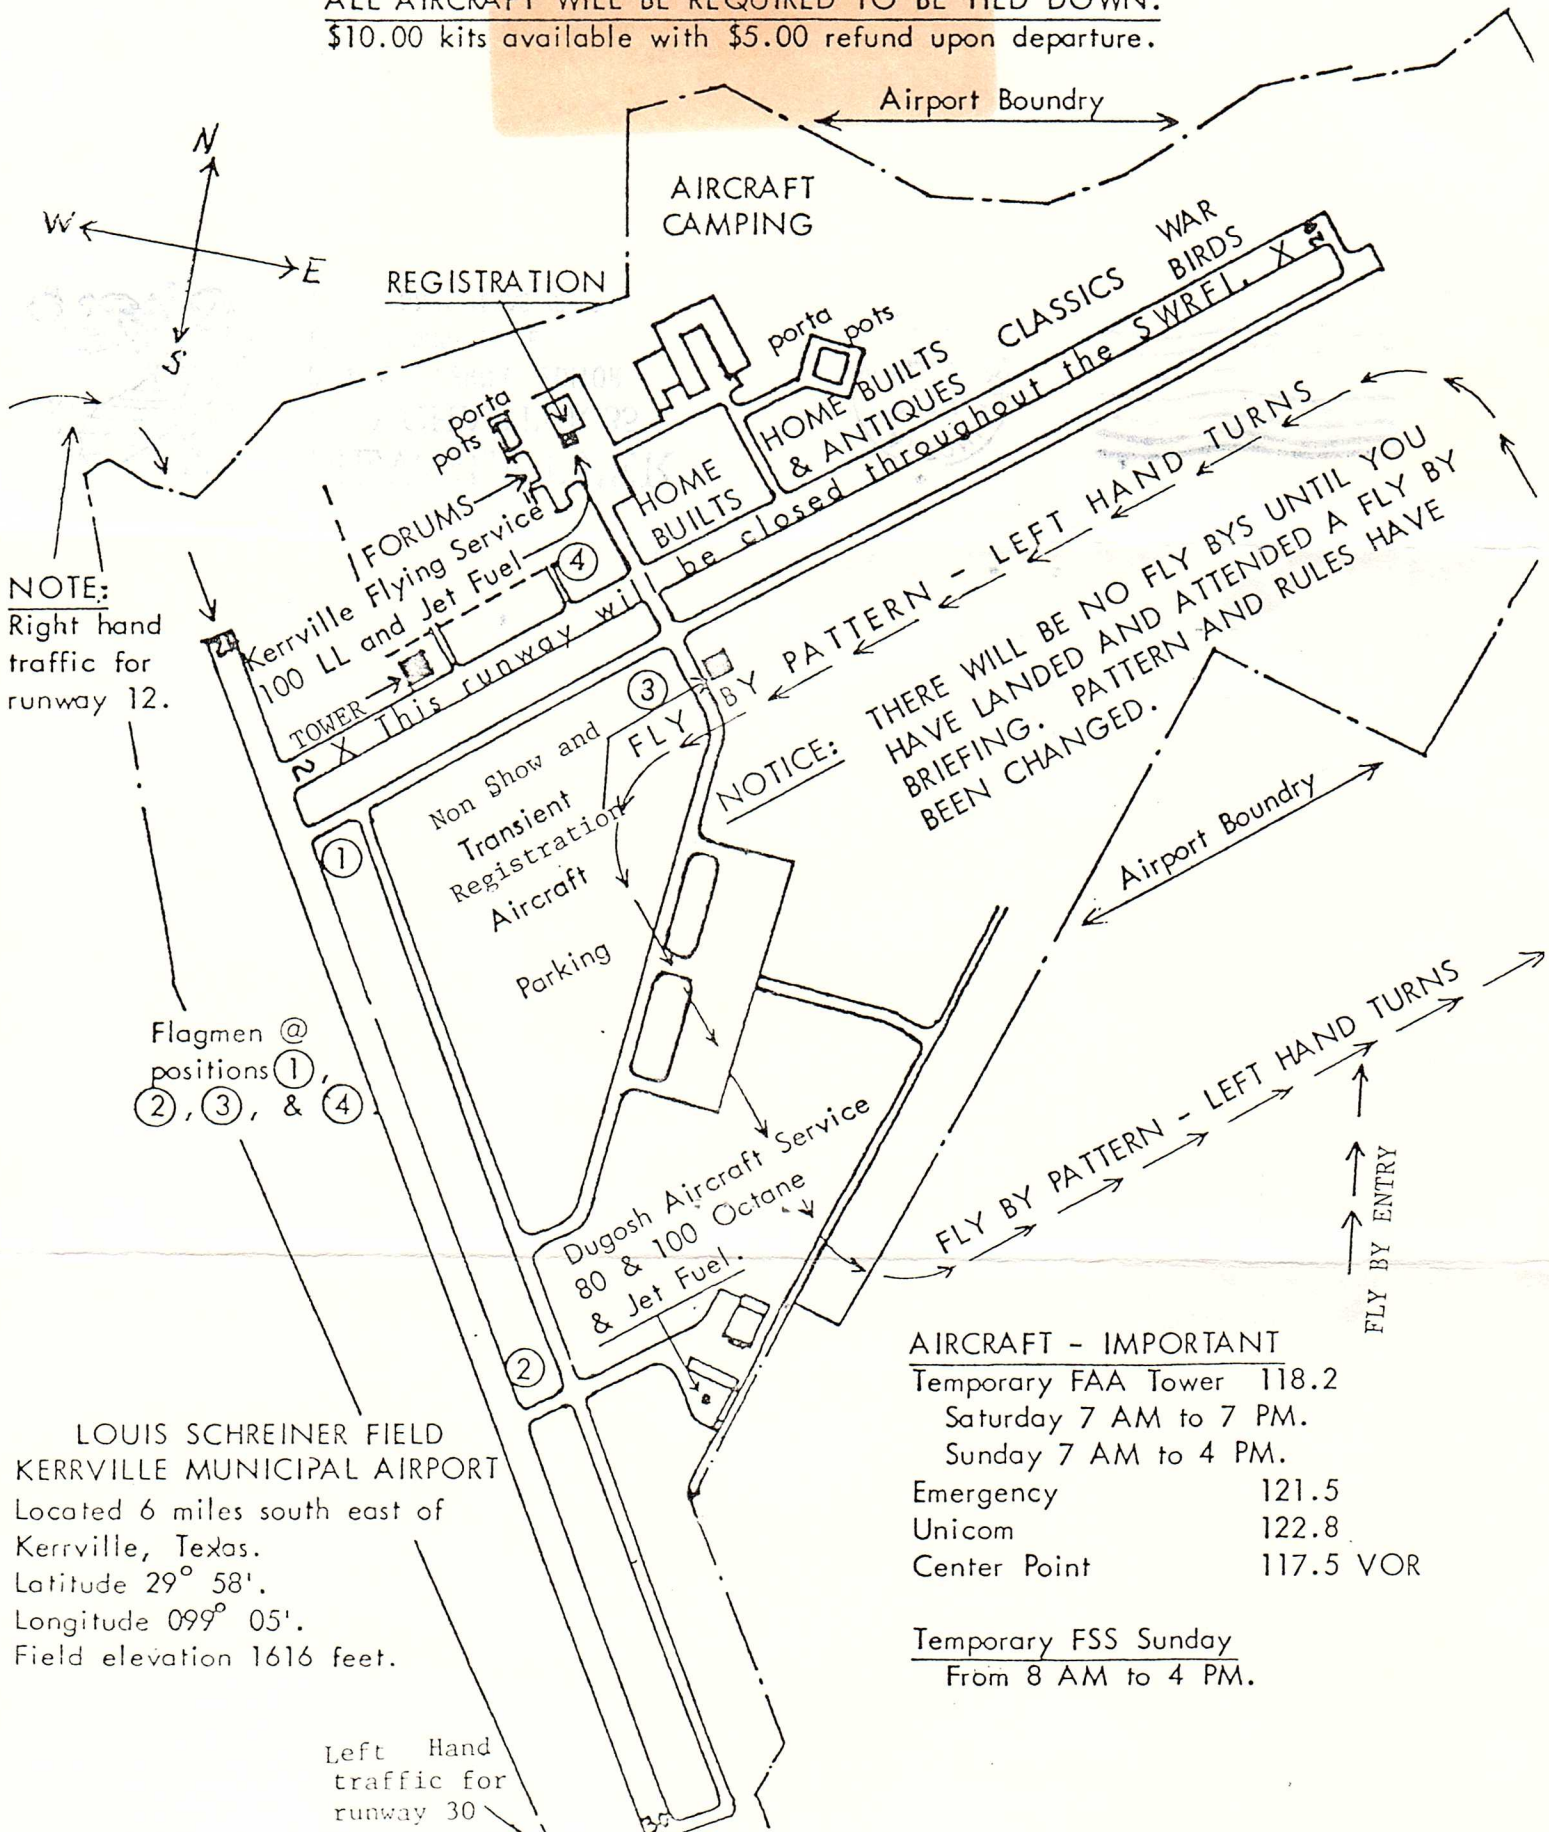 ALL AIRCRAFT WILL BE REQUIRED TO BE TIED DOWN.
$10.00 kits available with $5.00 refund upon departure.
Airport Boundry
N
W
E
S
AIRCRAFT
CAMPING
REGISTRATION
WAR
BIRDS
CLASSICS
porta
pots
HOME BUILTS
& ANTIQUES
porta
pots
HOME
BUILTS
FORUMS
Kerrville Flying Service
100 LL and Jet Fuel
4
TOWER
2 X This runway wil be closed throughout the SWRFI. X 20
NOTE:
Right hand
traffic for
runway 12.
3
FLY BY PATTERN - LEFT HAND TURNS
NOTICE: THERE WILL BE NO FLY BYS UNTIL YOU
HAVE LANDED AND ATTENDED A FLY BY
BRIEFING. PATTERN AND RULES HAVE
BEEN CHANGED.
Non Show and
Transient
Registration
Aircraft
Parking
1
Airport Boundry
Flagmen @
positions 1,
2, 3, & 4.
FLY BY PATTERN - LEFT HAND TURNS
FLY BY ENTRY
Dugosh Aircraft Service
80 & 100 Octane
& Jet Fuel.
2
AIRCRAFT - IMPORTANT
Temporary FAA Tower 118.2
Saturday 7 AM to 7 PM.
Sunday 7 AM to 4 PM.
Emergency 121.5
Unicom 122.8
Center Point 117.5 VOR
Temporary FSS Sunday
From 8 AM to 4 PM.
LOUIS SCHREINER FIELD
KERRVILLE MUNICIPAL AIRPORT
Located 6 miles south east of
Kerrville, Texas.
Latitude 29° 58'.
Longitude 099° 05'.
Field elevation 1616 feet.
Left Hand
traffic for
runway 30
30